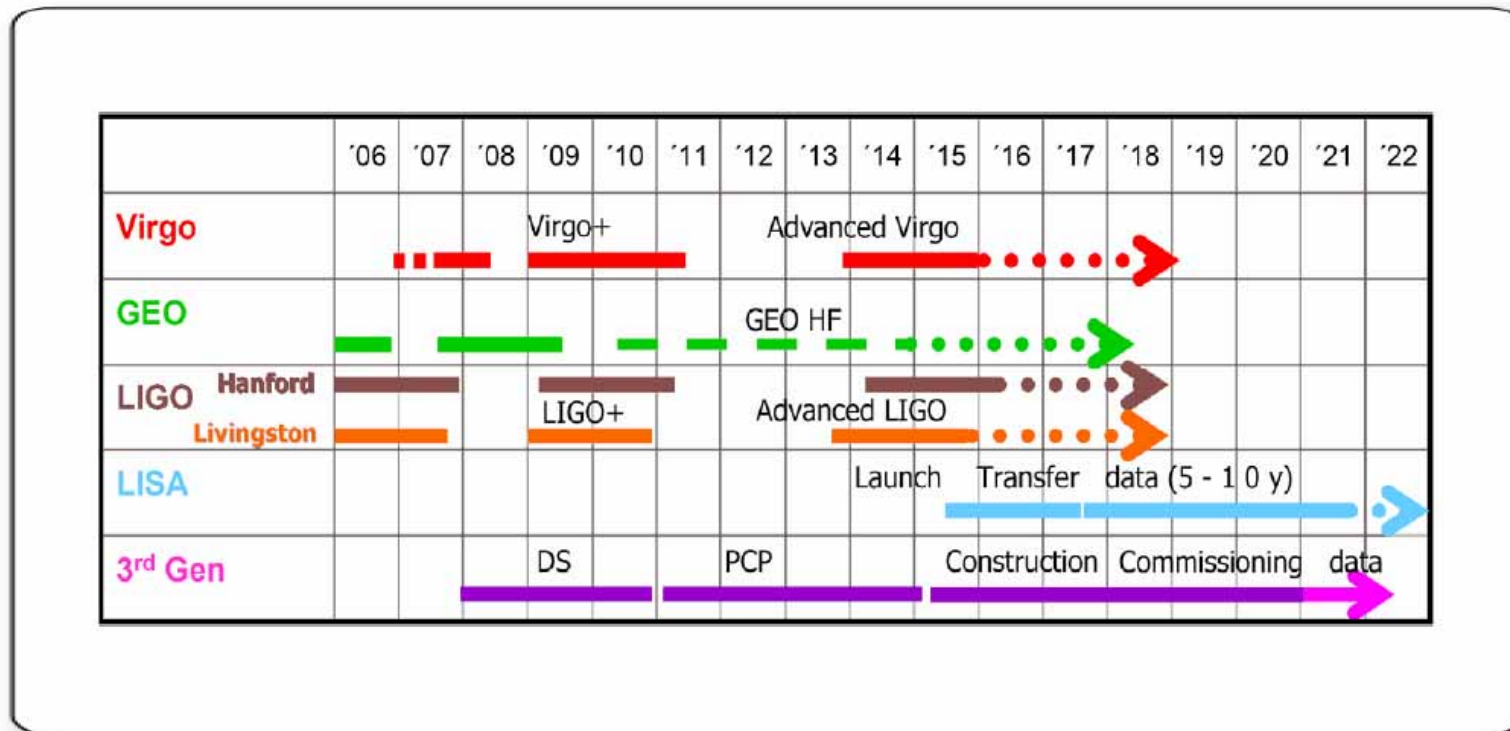 ´06 ´07 ´08 ´09 ´10 ´11 ´12 ´13 ´14 ´15 ´16 ´17 ´18 ´19 ´20 ´21 ´22
Virgo Virgo+ Advanced Virgo
GEO GEO HF
LIGO Hanford
LIGO+ Advanced LIGO
Livingston
LISA Launch Transfer data (5 - 1 0 y)
3rd Gen DS PCP Construction Commissioning data